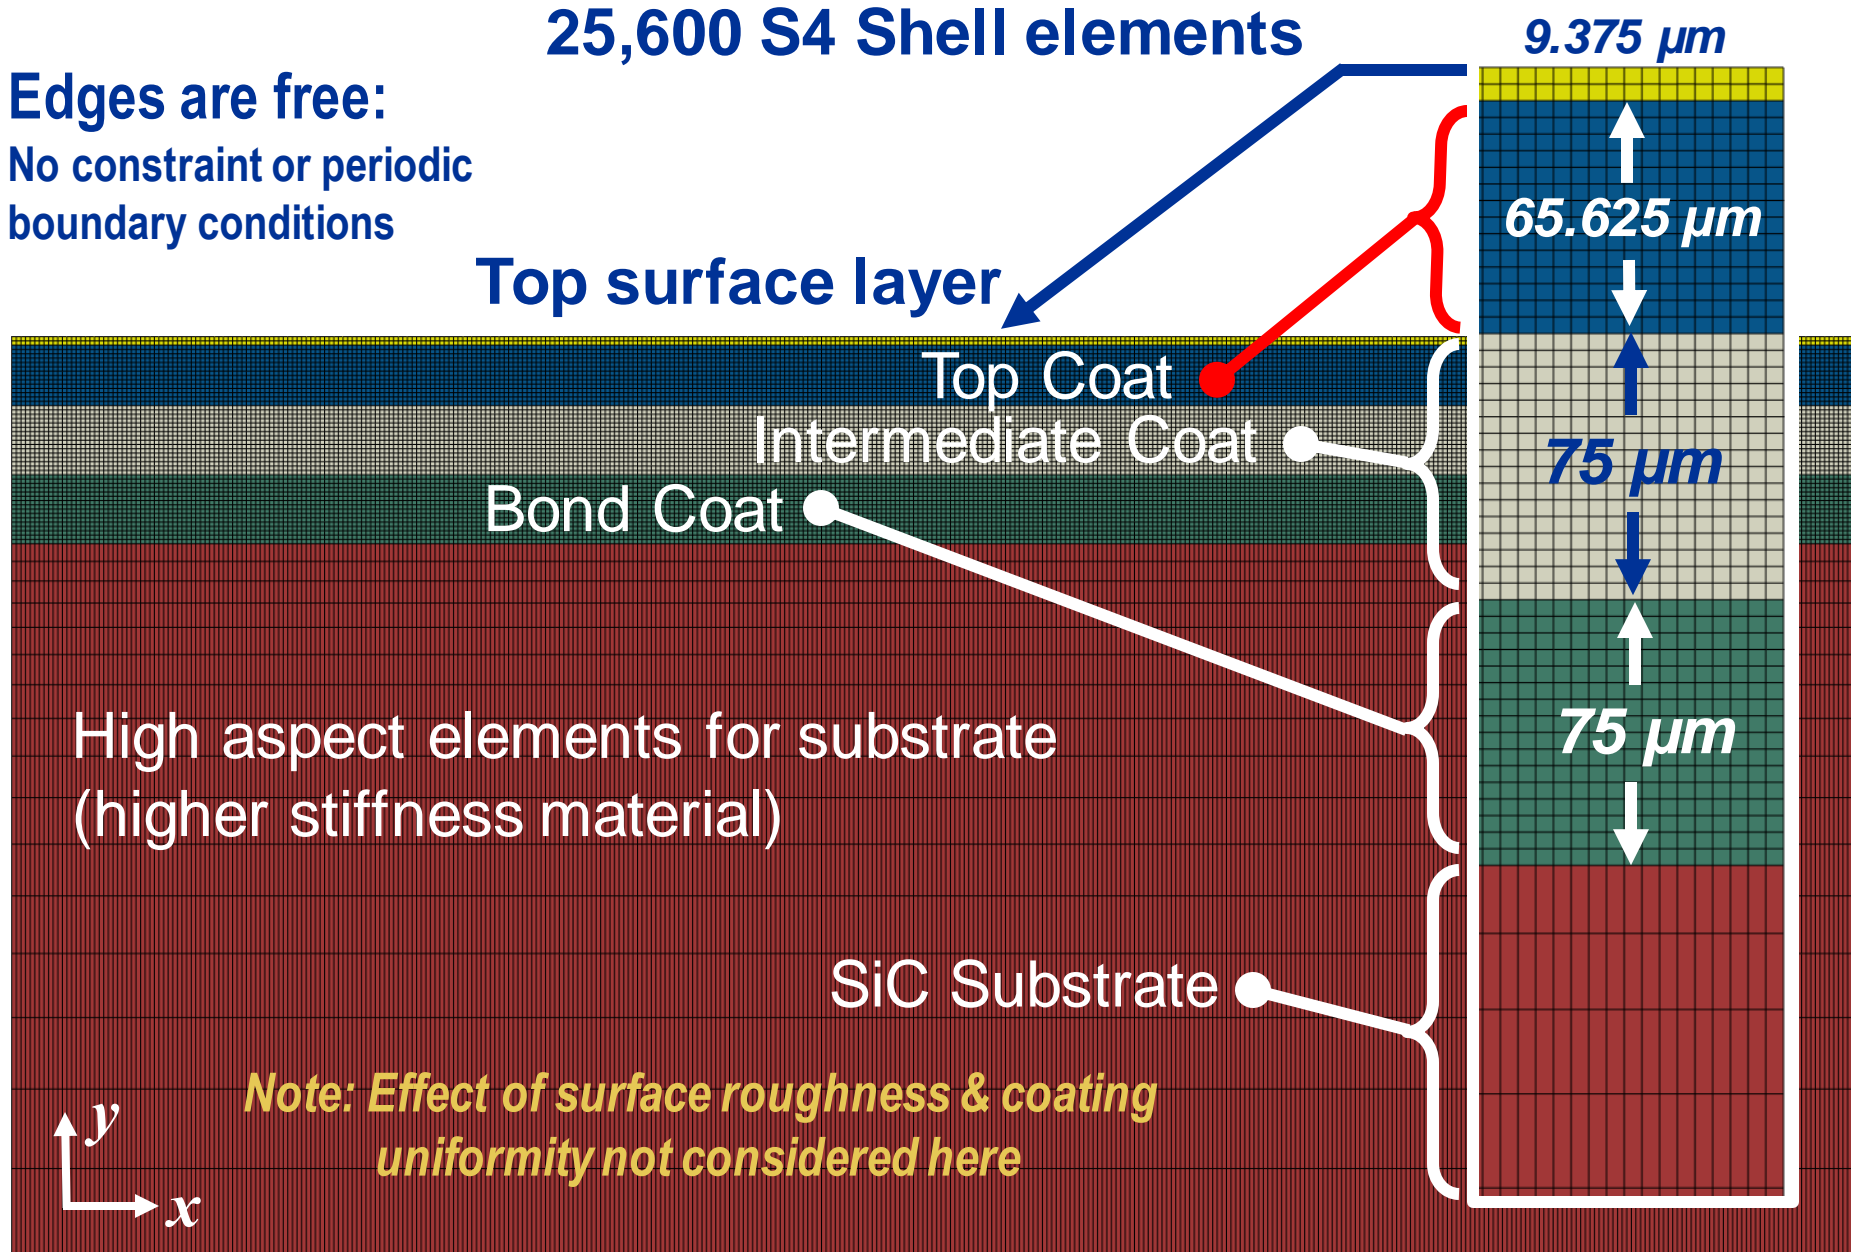 25,600 S4 Shell elements
9.375 µm
Edges are free:
No constraint or periodic
boundary conditions
65.625 µm
Top surface layer
Top Coat
Intermediate Coat
75 µm
Bond Coat
High aspect elements for substrate
(higher stiffness material)
75 µm
SiC Substrate
Note: Effect of surface roughness & coating
uniformity not considered here
y
x